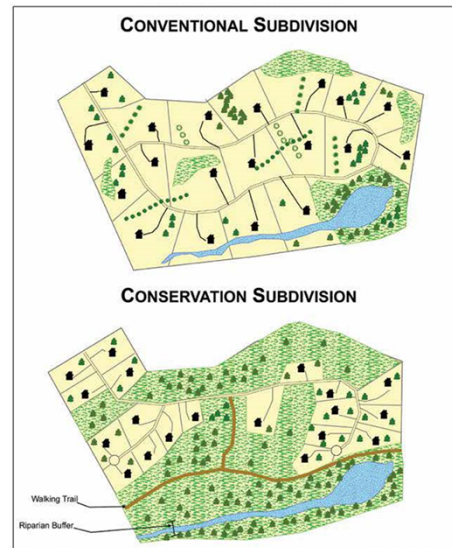 CONVENTIONAL SUBDIVISION
CONSERVATION SUBDIVISION
Walking Trail
Riparian Buffer